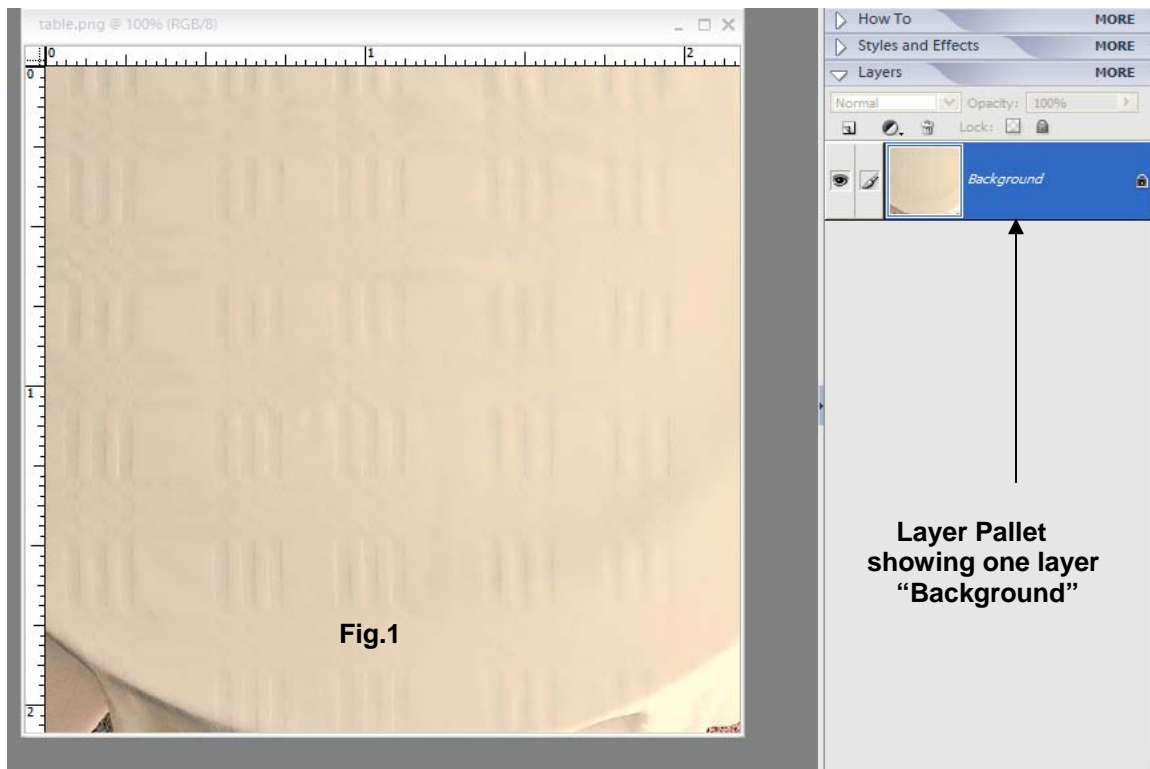 table.png @ 100% (RGB/8)
0
1
2
0
1
2
Fig.1
How To MORE
Styles and Effects MORE
Layers MORE
Normal Opacity: 100%
Lock:
Background
Layer Pallet
showing one layer
“Background”